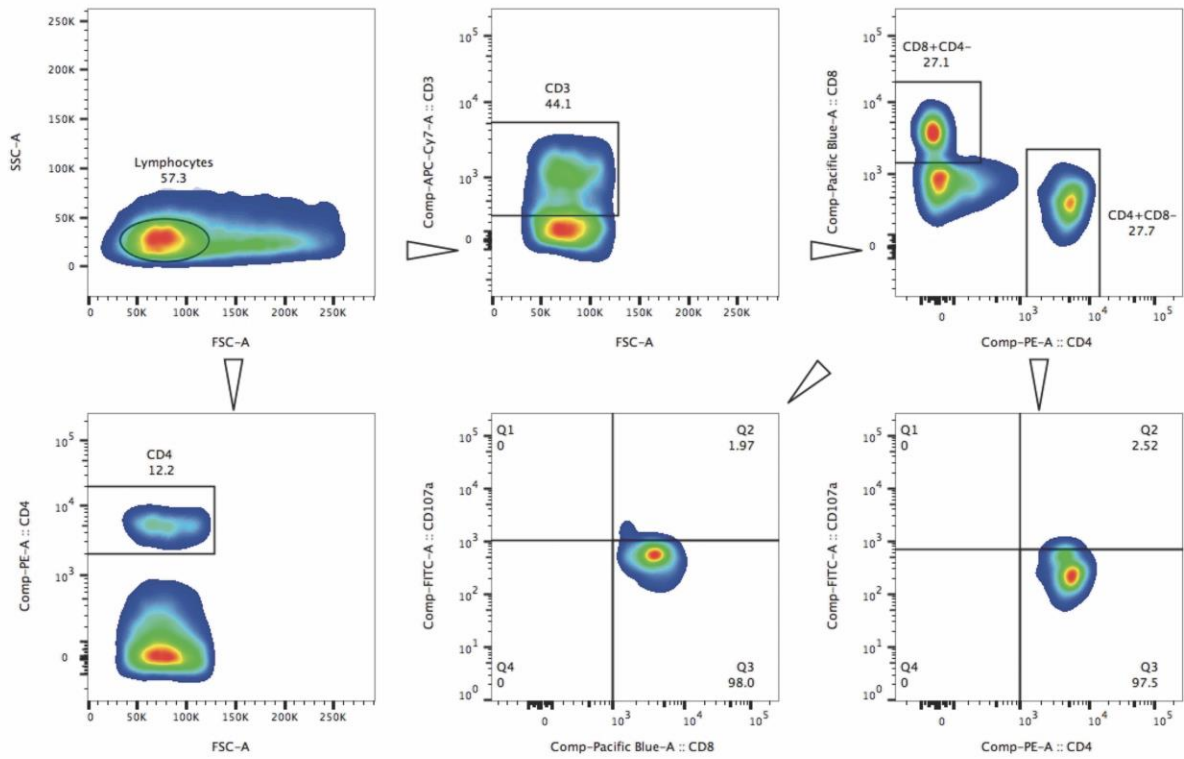 250K
200K
150K
100K
50K
0
SSC-A
Lymphocytes
57.3
0 50K 100K 150K 200K 250K
FSC-A
10^5
10^4
10^3
0
Comp-APC-Cy7-A :: CD3
CD3
44.1
0 50K 100K 150K 200K 250K
FSC-A
10^5
10^4
10^3
0
Comp-Pacific Blue-A :: CD8
CD8+CD4-
27.1
CD4+CD8-
27.7
0 10^3 10^4 10^5
Comp-PE-A :: CD4
10^5
10^4
10^3
0
Comp-PE-A :: CD4
CD4
12.2
0 50K 100K 150K 200K 250K
FSC-A
10^5
10^4
10^3
10^2
10^1
10^0
Comp-FITC-A :: CD107a
Q1
0
Q2
1.97
Q4
0
Q3
98.0
0 10^3 10^4 10^5
Comp-Pacific Blue-A :: CD8
10^5
10^4
10^3
10^2
10^1
10^0
Comp-FITC-A :: CD107a
Q1
0
Q2
2.52
Q4
0
Q3
97.5
0 10^3 10^4 10^5
Comp-PE-A :: CD4